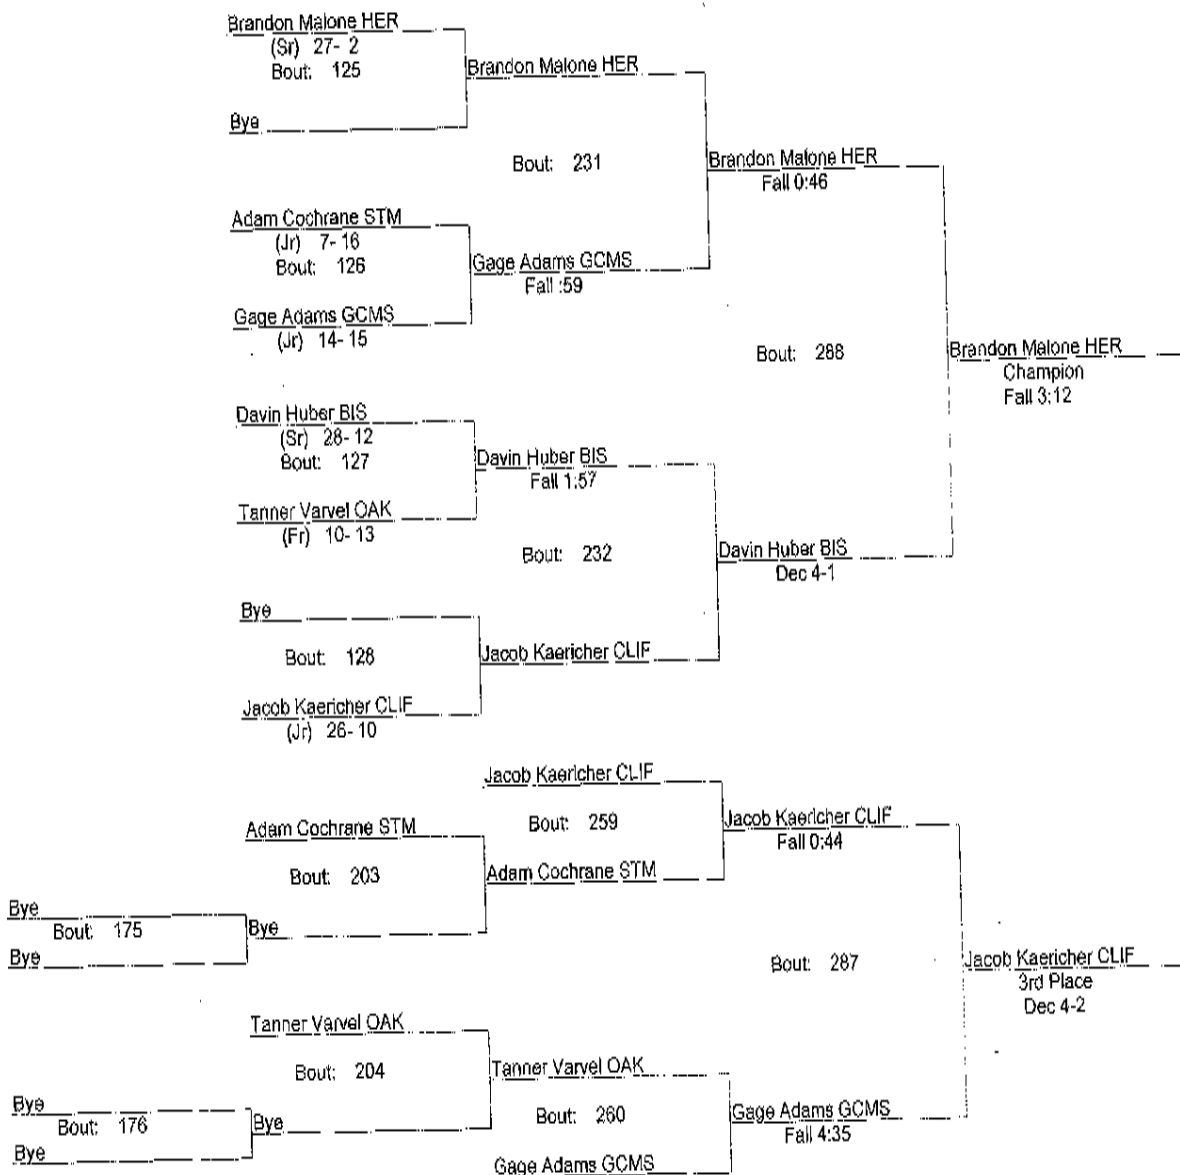 Brandon Malone HER
(Sr) 27- 2
Bout: 125
Brandon Malone HER
Bye
Bout: 231
Brandon Malone HER
Fall 0:46
Adam Cochrane STM
(Jr) 7- 16
Bout: 126
Gage Adams GCMS
Fall :59
Gage Adams GCMS
(Jr) 14- 15
Bout: 288
Brandon Malone HER
Champion
Fall 3:12
Davin Huber BIS
(Sr) 28- 12
Bout: 127
Davin Huber BIS
Fall 1:57
Tanner Varvel OAK
(Fr) 10- 13
Bout: 232
Davin Huber BIS
Dec 4-1
Bye
Bout: 128
Jacob Kaericher CLIF
Jacob Kaericher CLIF
(Jr) 26- 10
Jacob Kaericher CLIF
Bout: 259
Jacob Kaericher CLIF
Fall 0:44
Adam Cochrane STM
Bout: 203
Adam Cochrane STM
Bye
Bout: 175
Bye
Bye
Bout: 287
Jacob Kaericher CLIF
3rd Place
Dec 4-2
Tanner Varvel OAK
Bout: 204
Tanner Varvel OAK
Bye
Bout: 176
Bye
Bye
Bout: 260
Gage Adams GCMS
Fall 4:35
Gage Adams GCMS